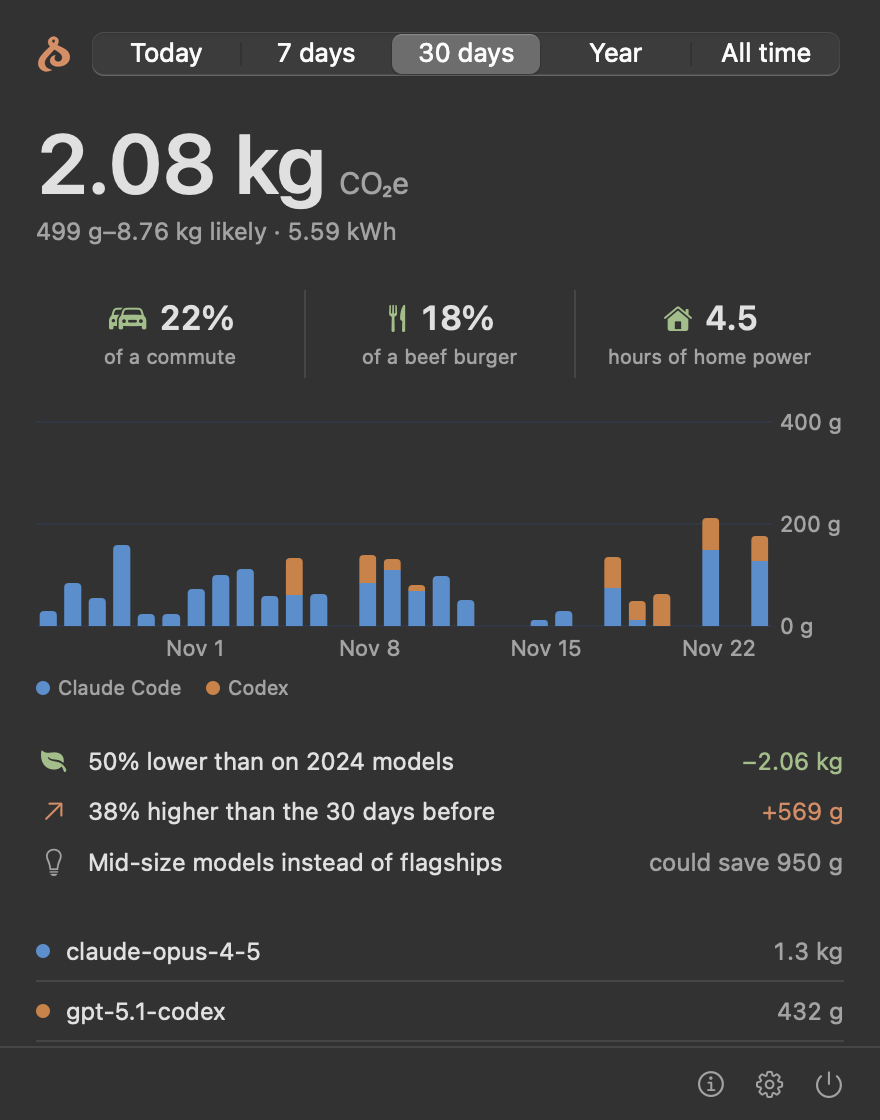 Today 7 days 30 days Year All time
2.08 kg CO₂e
499 g–8.76 kg likely · 5.59 kWh
22% 18% 4.5
of a commute of a beef burger hours of home power
400 g
200 g
0 g
Nov 1 Nov 8 Nov 15 Nov 22
Claude Code Codex
50% lower than on 2024 models −2.06 kg
38% higher than the 30 days before +569 g
Mid-size models instead of flagships could save 950 g
claude-opus-4-5 1.3 kg
gpt-5.1-codex 432 g